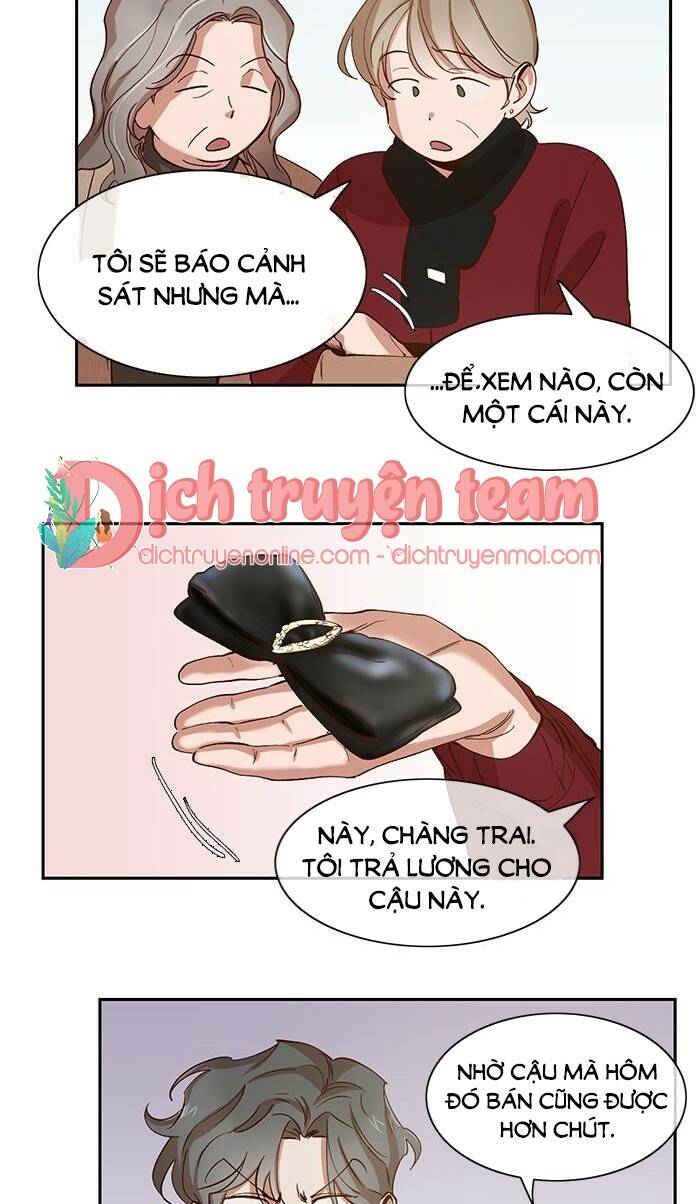 TÔI SẼ BÁO CẢNH
SÁT NHƯNG MÀ...
...ĐỂ XEM NÀO, CÒN
MỘT CÁI NÀY.
Dịch truyện team
dichtruyenonline.com - dichtruyenmoi.com
NÀY, CHÀNG TRAI.
TÔI TRẢ LƯƠNG CHO
CẬU NÀY.
NHỜ CẬU MÀ HÔM
ĐÓ BÁN CŨNG ĐƯỢC
HƠN CHÚT.